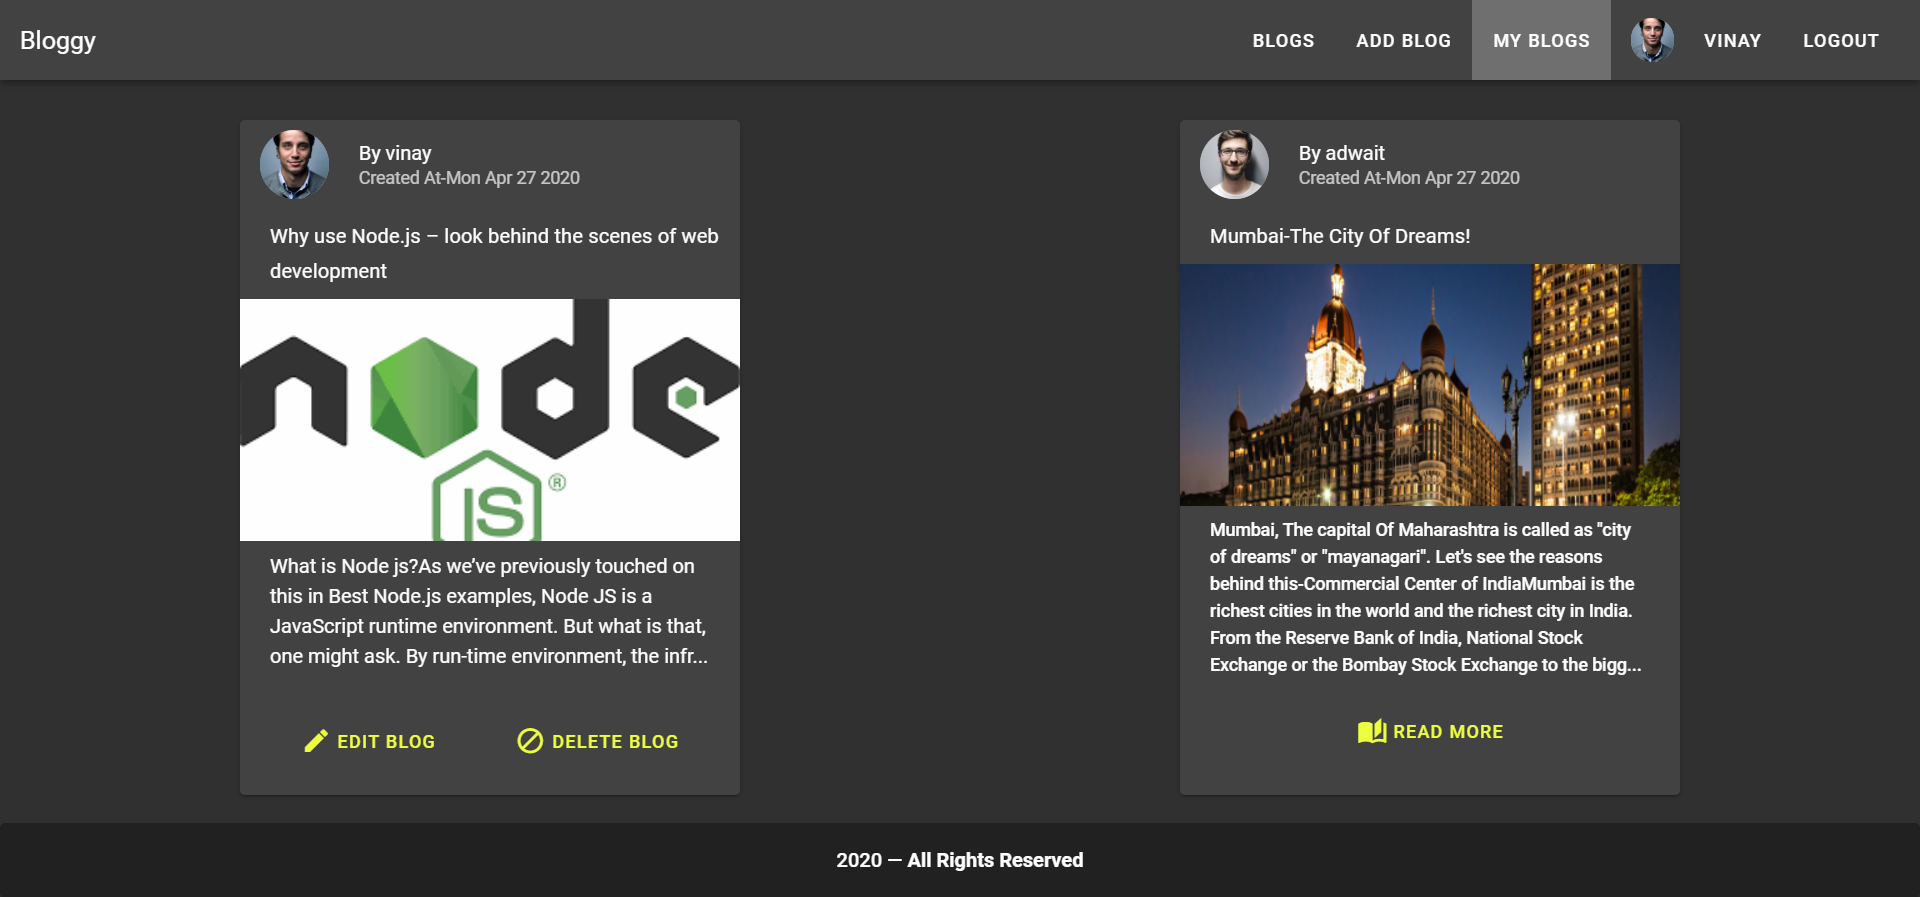 Bloggy
BLOGS
ADD BLOG
MY BLOGS
VINAY
LOGOUT
By vinay
Created At-Mon Apr 27 2020
Why use Node.js – look behind the scenes of web
development
node
JS®
What is Node js?As we’ve previously touched on
this in Best Node.js examples, Node JS is a
JavaScript runtime environment. But what is that,
one might ask. By run-time environment, the infr...
EDIT BLOG
DELETE BLOG
By adwait
Created At-Mon Apr 27 2020
Mumbai-The City Of Dreams!
Mumbai, The capital Of Maharashtra is called as "city
of dreams" or "mayanagari". Let's see the reasons
behind this-Commercial Center of IndiaMumbai is the
richest cities in the world and the richest city in India.
From the Reserve Bank of India, National Stock
Exchange or the Bombay Stock Exchange to the bigg...
READ MORE
2020 — All Rights Reserved